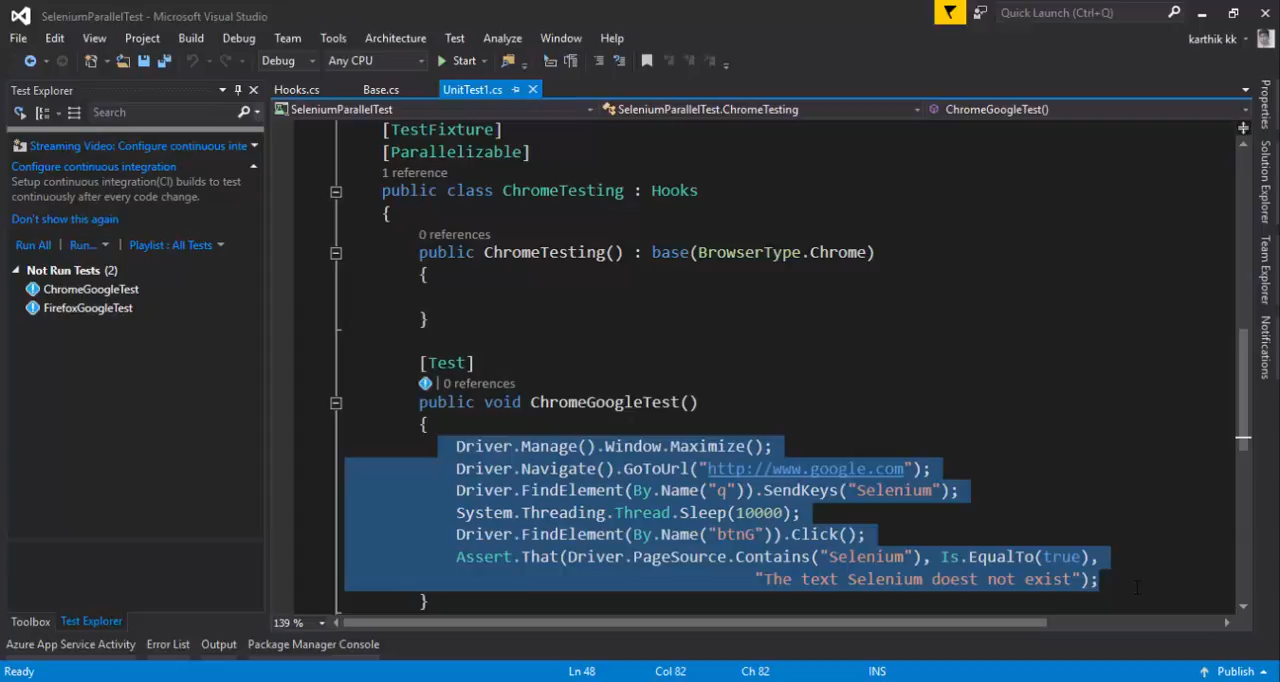 SeleniumParallelTest - Microsoft Visual Studio
Quick Launch (Ctrl+Q)
File Edit View Project Build Debug Team Tools Architecture Test Analyze Window Help
karthik kk
Debug Any CPU Start
Test Explorer
Hooks.cs Base.cs UnitTest1.cs
SeleniumParallelTest SeleniumParallelTest.ChromeTesting ChromeGoogleTest()
Search
Streaming Video: Configure continuous inte
Configure continuous integration
Setup continuous integration(CI) builds to test
continuously after every code change.
Don't show this again
Run All Run... Playlist : All Tests
Not Run Tests (2)
ChromeGoogleTest
FirefoxGoogleTest
[TestFixture]
[Parallelizable]
1 reference
public class ChromeTesting : Hooks
{
0 references
public ChromeTesting() : base(BrowserType.Chrome)
{
}
[Test]
| 0 references
public void ChromeGoogleTest()
{
Driver.Manage().Window.Maximize();
Driver.Navigate().GoToUrl("http://www.google.com");
Driver.FindElement(By.Name("q")).SendKeys("Selenium");
System.Threading.Thread.Sleep(10000);
Driver.FindElement(By.Name("btnG")).Click();
Assert.That(Driver.PageSource.Contains("Selenium"), Is.EqualTo(true),
"The text Selenium doest not exist");
}
Properties
Solution Explorer
Team Explorer
Notifications
139 %
Toolbox Test Explorer
Azure App Service Activity Error List Output Package Manager Console
Ready Ln 48 Col 82 Ch 82 INS Publish